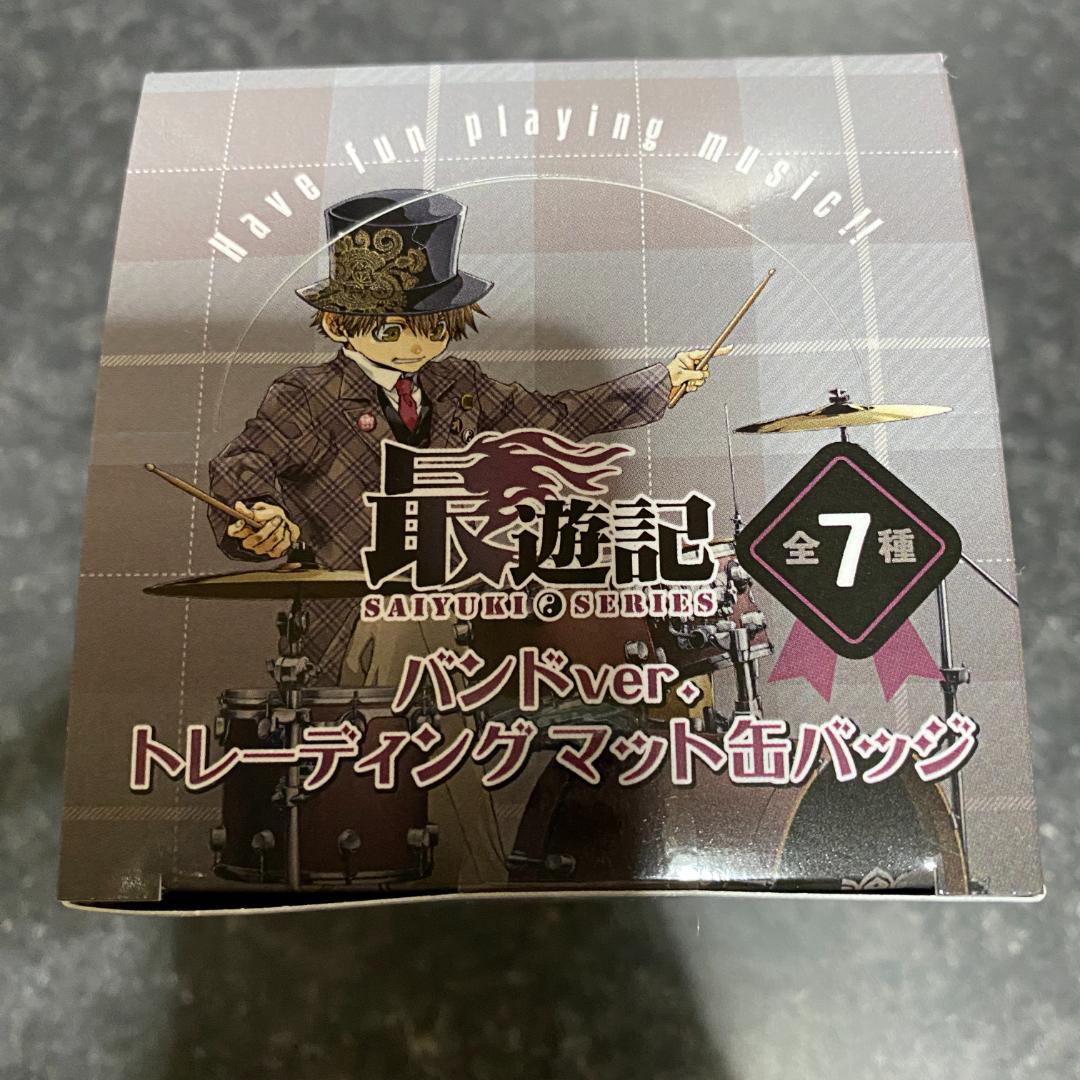 Have fun playing music!!
最遊記
SAIYUKI SERIES
全7種
バンドver.
トレーディング マット缶バッジ